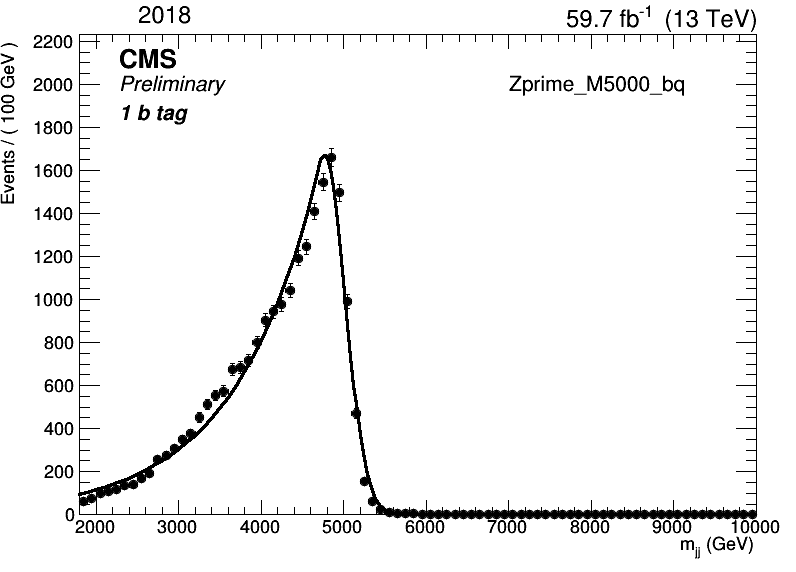 2018
59.7 fb-1 (13 TeV)
CMS
Preliminary
1 b tag
Zprime_M5000_bq
Events / ( 100 GeV )
2200
2000
1800
1600
1400
1200
1000
800
600
400
200
0
2000 3000 4000 5000 6000 7000 8000 9000 10000
mjj (GeV)